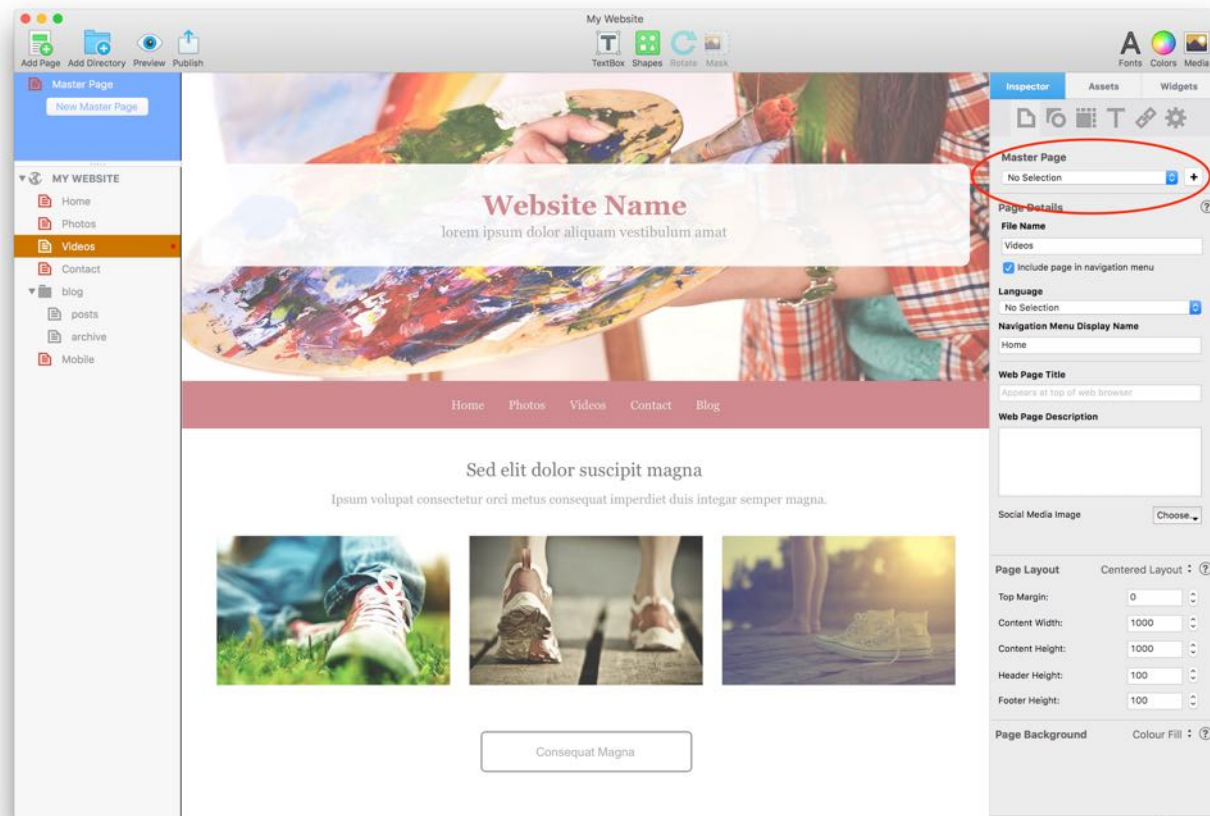 My Website
Add Page Add Directory Preview Publish
TextBox Shapes Rotate Mask
Fonts Colors Media
Master Page
New Master Page
MY WEBSITE
Home
Photos
Videos
Contact
blog
posts
archive
Mobile
Website Name
lorem ipsum dolor aliquam vestibulum amat
Home Photos Videos Contact Blog
Sed elit dolor suscipit magna
Ipsum volupat consectetur orci metus consequat imperdiet duis integar semper magna.
Consequat Magna
Inspector Assets Widgets
Master Page
No Selection +
Page Details ?
File Name
Videos
Include page in navigation menu
Language
No Selection
Navigation Menu Display Name
Home
Web Page Title
Appears at top of web browser
Web Page Description
Social Media Image Choose...
Page Layout Centered Layout ?
Top Margin: 0
Content Width: 1000
Content Height: 1000
Header Height: 100
Footer Height: 100
Page Background Colour Fill ?